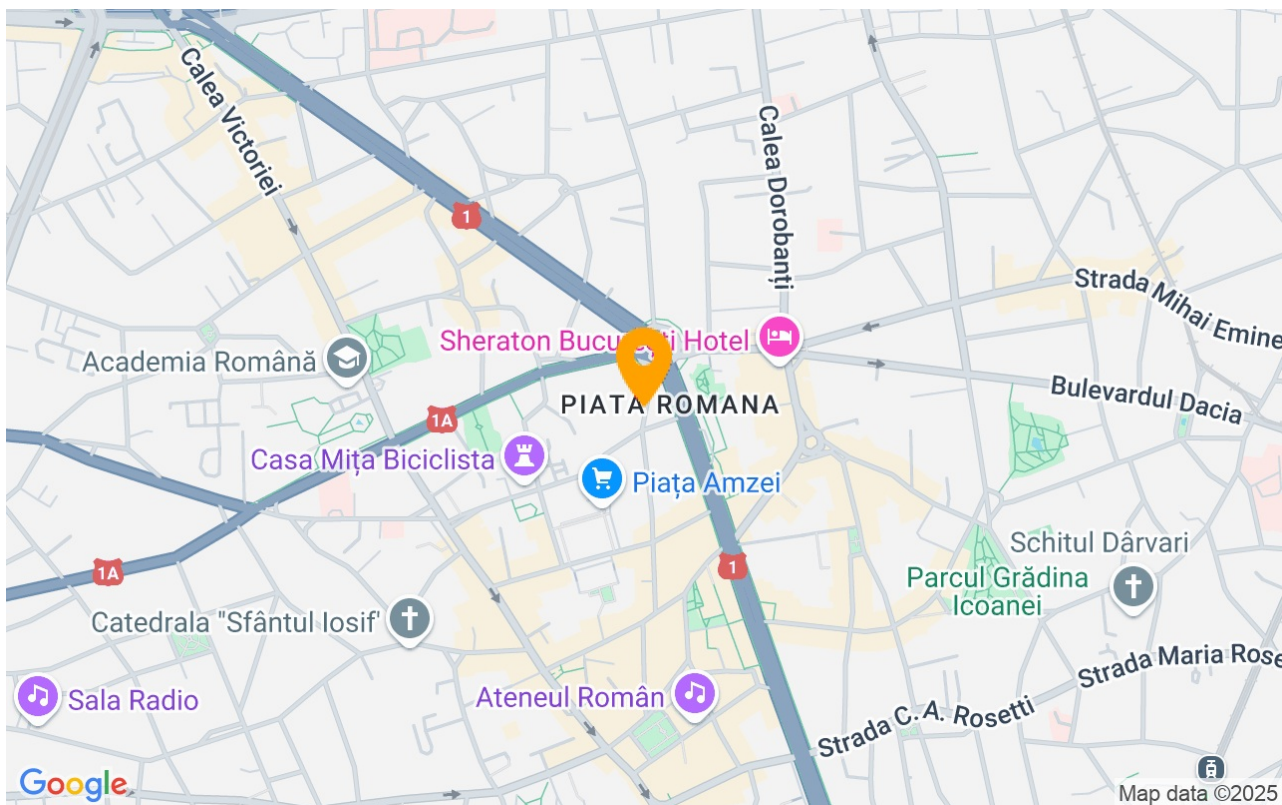 Calea Victoriei
Calea Dorobanți
1
Strada Mihai Emine
Sheraton București Hotel
Academia Română
Bulevardul Dacia
PIATA ROMANA
1A
Casa Mița Biciclista
Piața Amzei
Schitul Dârvari
1
1A
Parcul Grădina
Icoanei
Catedrala "Sfântul Iosif"
Strada Maria Rose
Ateneul Român
Sala Radio
Strada C. A. Rosetti
Google
Map data ©2025